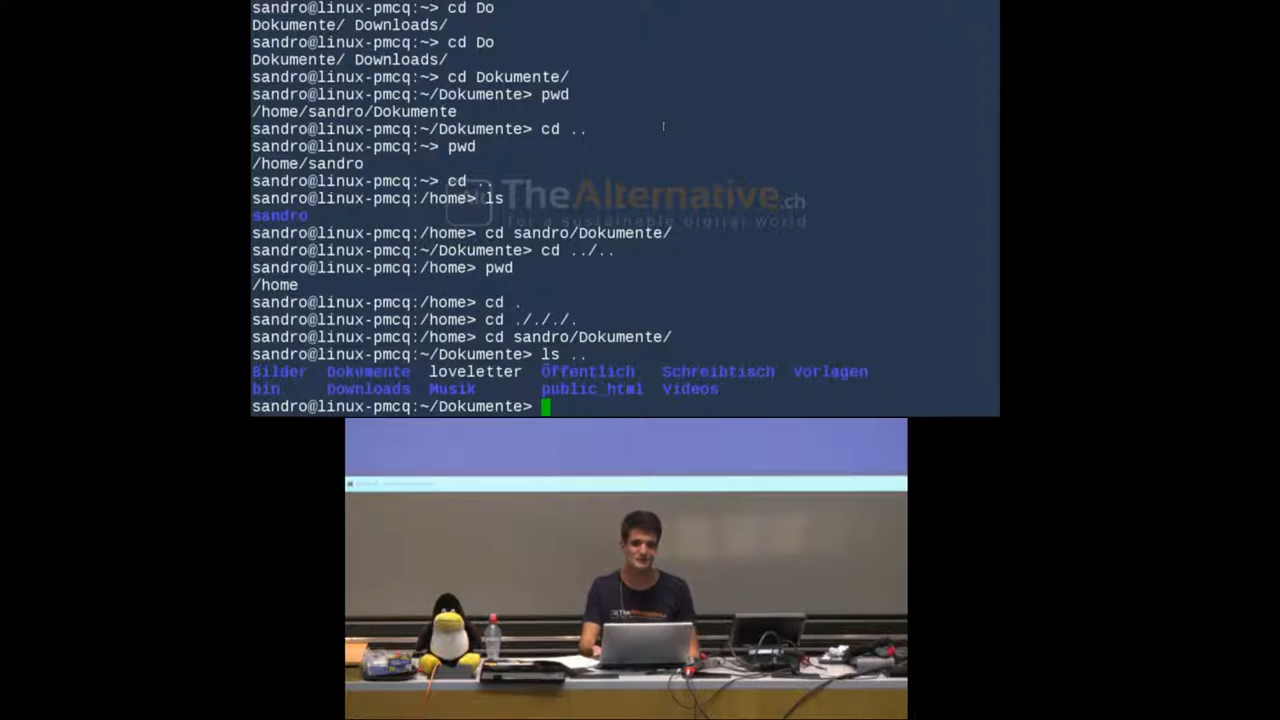 sandro@linux-pmcq:~> cd Do
Dokumente/ Downloads/
sandro@linux-pmcq:~> cd Do
Dokumente/ Downloads/
sandro@linux-pmcq:~> cd Dokumente/
sandro@linux-pmcq:~/Dokumente> pwd
/home/sandro/Dokumente
sandro@linux-pmcq:~/Dokumente> cd ..
sandro@linux-pmcq:~> pwd
/home/sandro
sandro@linux-pmcq:~> cd ..
sandro@linux-pmcq:/home> ls
sandro
TheAlternative.ch
for a sustainable digital world
sandro@linux-pmcq:/home> cd sandro/Dokumente/
sandro@linux-pmcq:~/Dokumente> cd ../..
sandro@linux-pmcq:/home> pwd
/home
sandro@linux-pmcq:/home> cd .
sandro@linux-pmcq:/home> cd ./././.
sandro@linux-pmcq:/home> cd sandro/Dokumente/
sandro@linux-pmcq:~/Dokumente> ls ..
Bilder Dokumente loveletter Öffentlich Schreibtisch Vorlagen
bin Downloads Musik public_html Videos
sandro@linux-pmcq:~/Dokumente>
TheAlternative